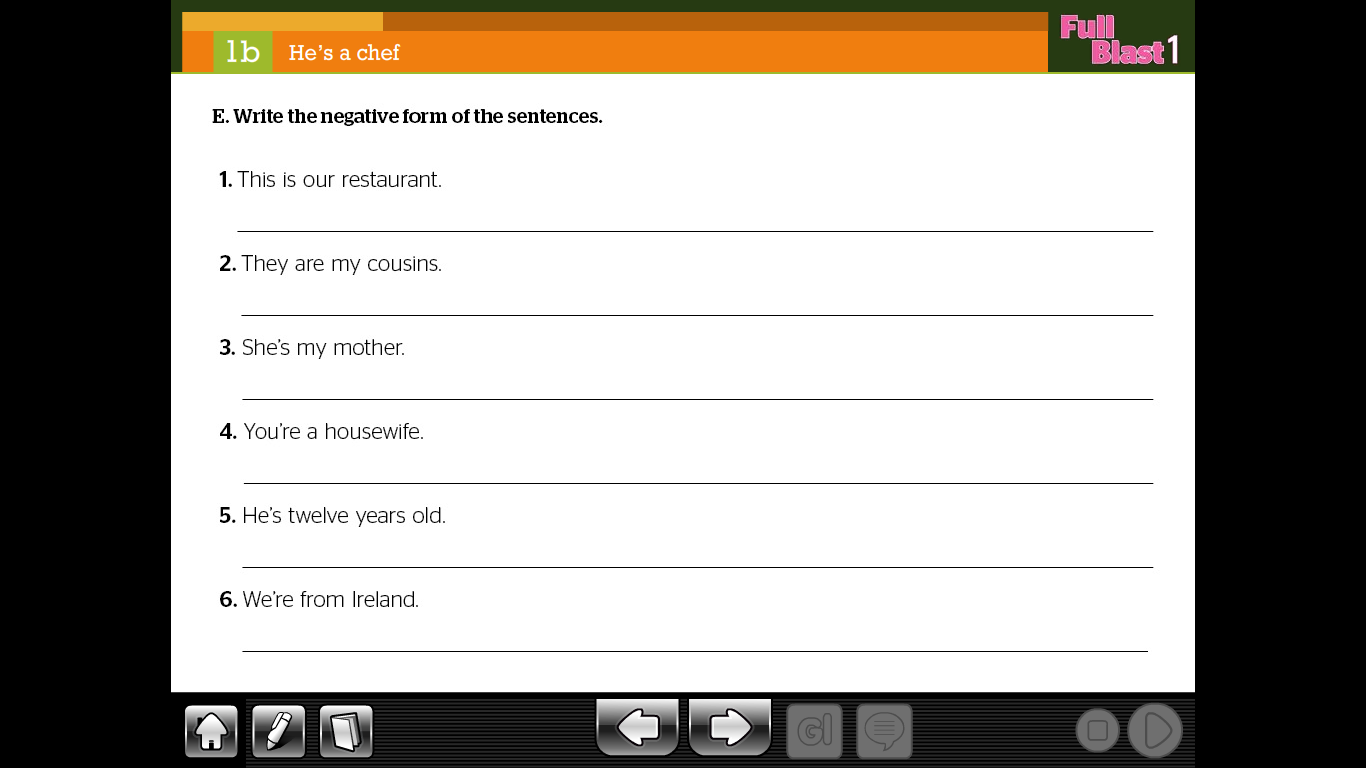 Full
Blast 1
1b He's a chef
E. Write the negative form of the sentences.
1. This is our restaurant.
2. They are my cousins.
3. She's my mother.
4. You're a housewife.
5. He's twelve years old.
6. We're from Ireland.
GI